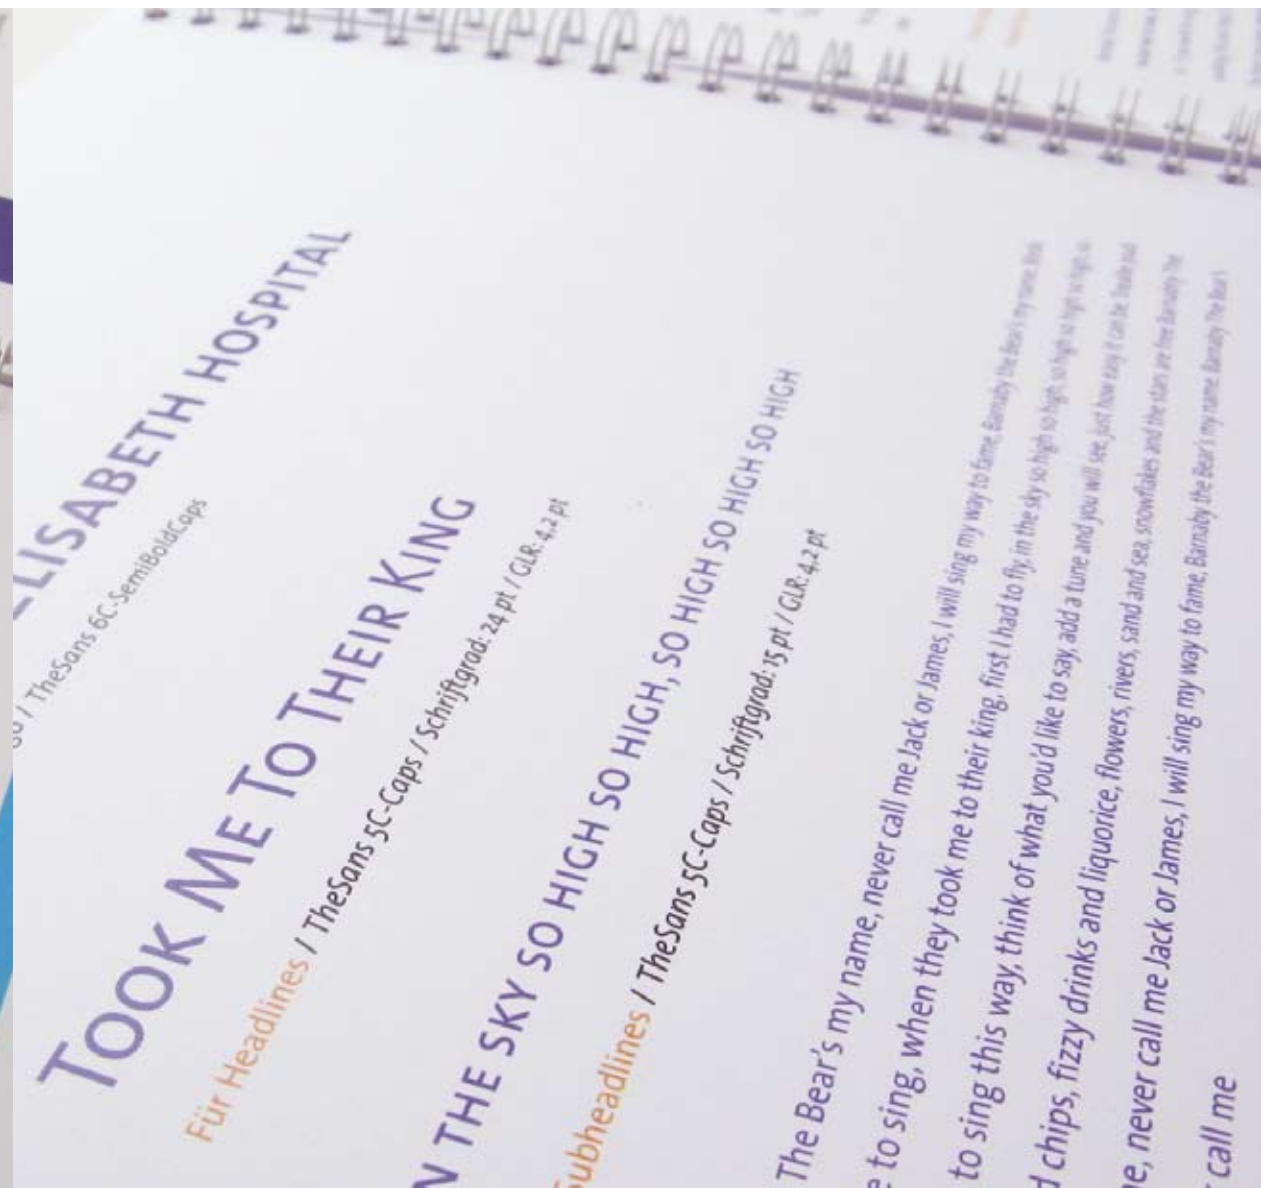 ELISABETH HOSPITAL
/ TheSans 6C-SemiBoldCaps
TOOK ME TO THEIR KING
Für Headlines / TheSans 5C-Caps / Schriftgrad: 24 pt / GLR: 4,2 pt
N THE SKY SO HIGH SO HIGH, SO HIGH SO HIGH
Subheadlines / TheSans 5C-Caps / Schriftgrad: 15 pt / GLR: 4,2 pt
The Bear's my name, never call me Jack or James, I will sing my way to fame, Barnaby the Bear's my name. Birds
e to sing, when they took me to their king, first I had to fly, in the sky so high so high, so high so high so high, so
to sing this way, think of what you'd like to say, add a tune and you will see, just how easy it can be. Treacle pud
d chips, fizzy drinks and liquorice, flowers, rivers, sand and sea, snowflakes and the stars are free. Barnaby The
e, never call me Jack or James, I will sing my way to fame, Barnaby the Bear's my name. Barnaby The Bear's
call me